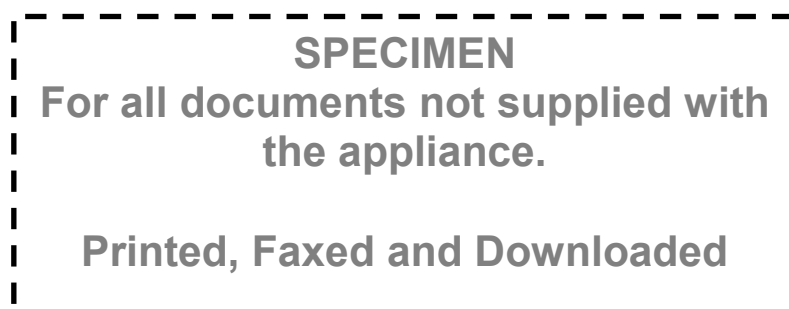 SPECIMEN
For all documents not supplied with
the appliance.
Printed, Faxed and Downloaded